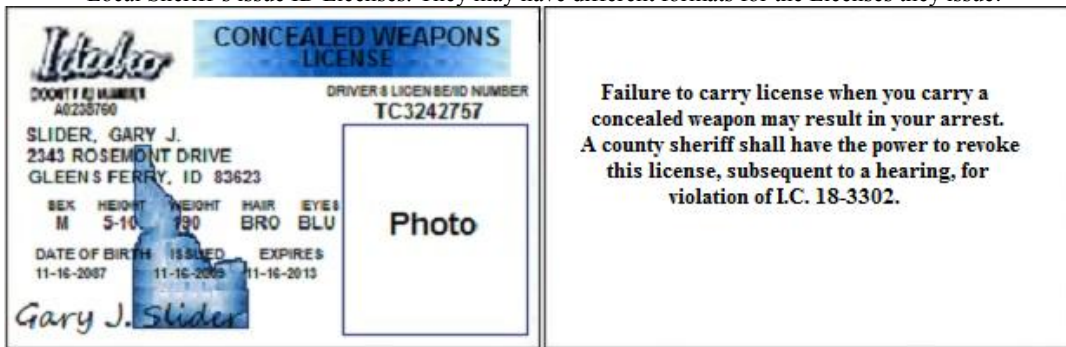 Local Sheriff's issue ID Licenses. They may have different formats for the Licenses they issue.
Idaho
CONCEALED WEAPONS
LICENSE
COUNTY ID NUMBER
A0238760
DRIVERS LICENSE/ID NUMBER
TC3242757
SLIDER, GARY J.
2343 ROSEMONT DRIVE
GLEENS FERRY, ID 83623
SEX HEIGHT WEIGHT HAIR EYES
M 5-10 190 BRO BLU
DATE OF BIRTH ISSUED EXPIRES
11-16-2087 11-16-2009 11-16-2013
Gary J. Slider
Photo
Failure to carry license when you carry a
concealed weapon may result in your arrest.
A county sheriff shall have the power to revoke
this license, subsequent to a hearing, for
violation of I.C. 18-3302.